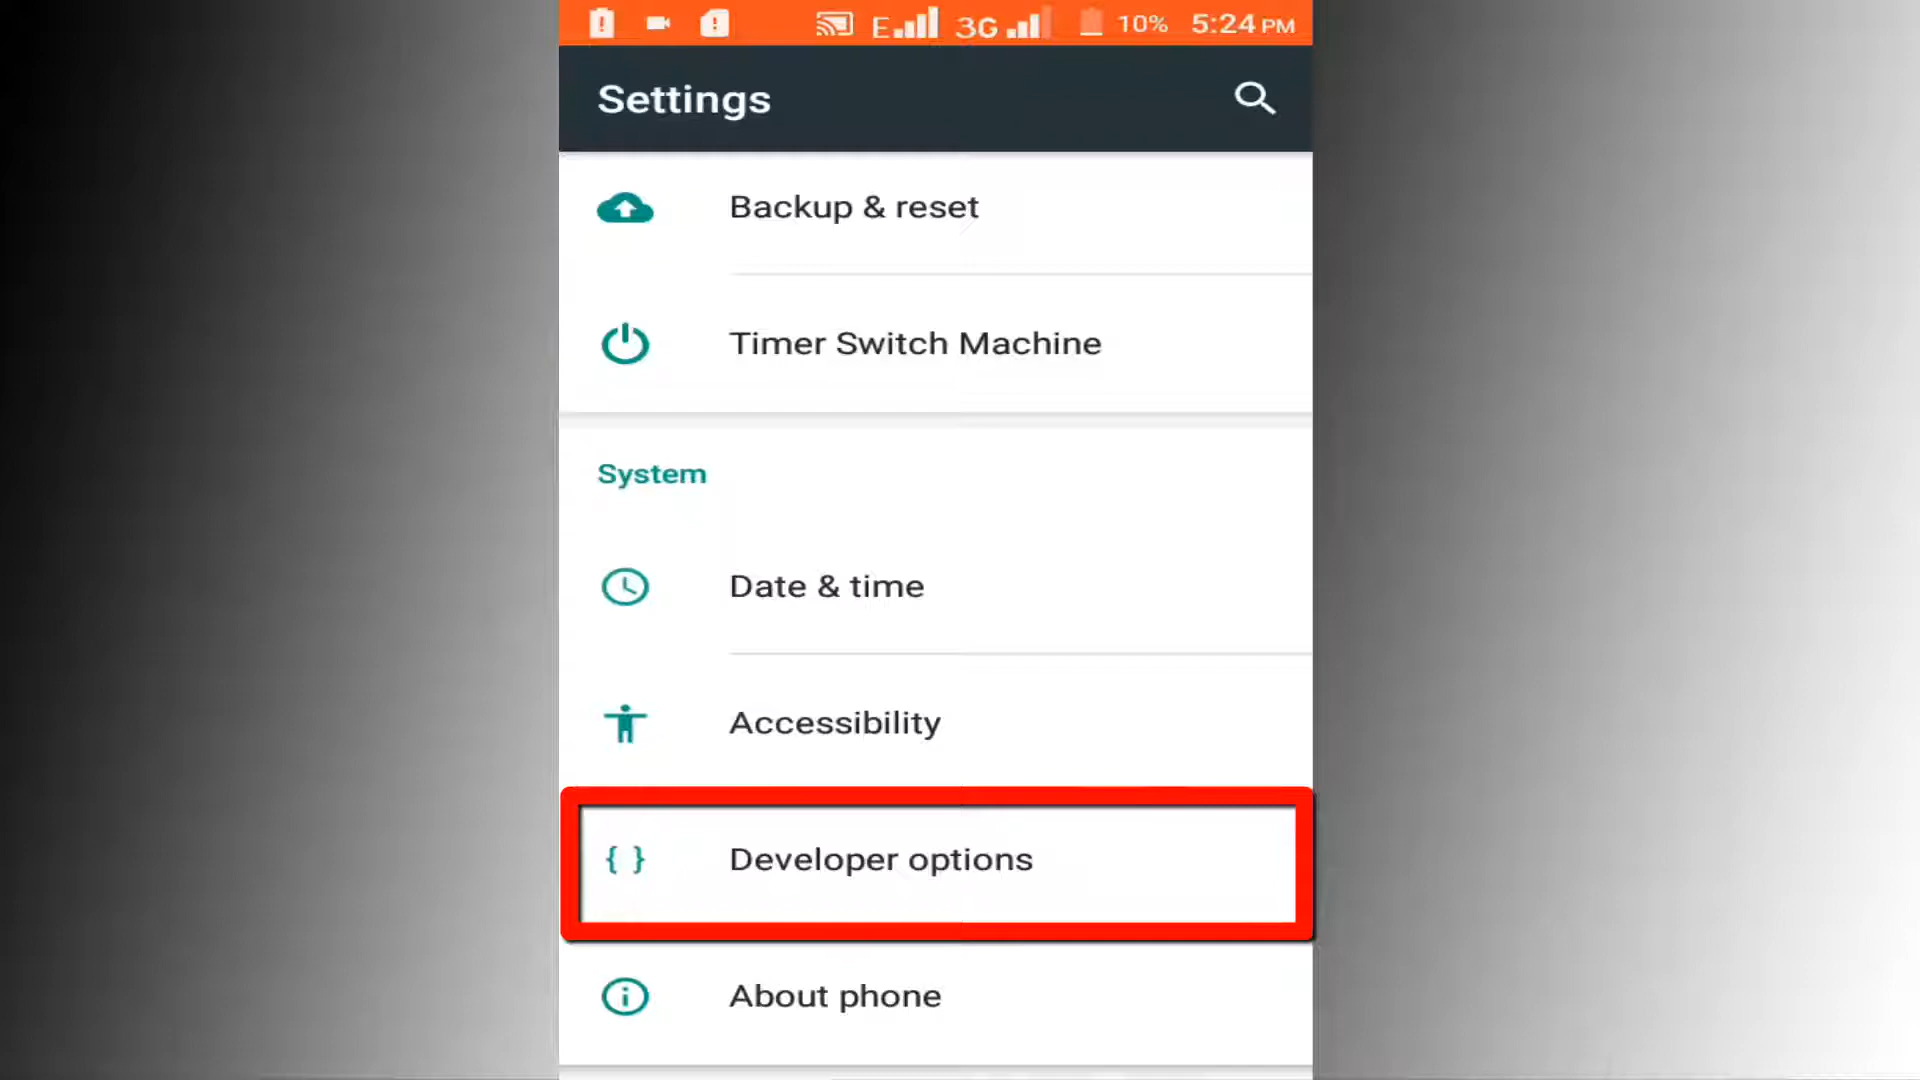 E 3G 10% 5:24 PM
Settings
Backup & reset
Timer Switch Machine
System
Date & time
Accessibility
{ } Developer options
About phone